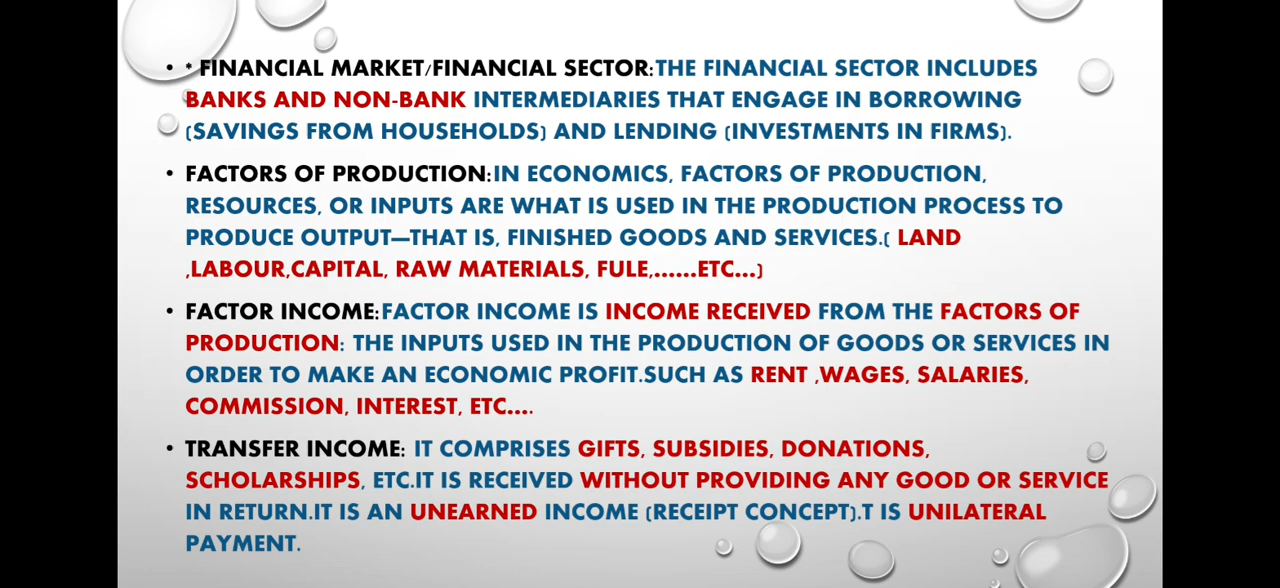 • * FINANCIAL MARKET/FINANCIAL SECTOR:THE FINANCIAL SECTOR INCLUDES
BANKS AND NON-BANK INTERMEDIARIES THAT ENGAGE IN BORROWING
(SAVINGS FROM HOUSEHOLDS) AND LENDING (INVESTMENTS IN FIRMS).
• FACTORS OF PRODUCTION:IN ECONOMICS, FACTORS OF PRODUCTION,
RESOURCES, OR INPUTS ARE WHAT IS USED IN THE PRODUCTION PROCESS TO
PRODUCE OUTPUT—THAT IS, FINISHED GOODS AND SERVICES.( LAND
,LABOUR,CAPITAL, RAW MATERIALS, FULE,......ETC...)
• FACTOR INCOME:FACTOR INCOME IS INCOME RECEIVED FROM THE FACTORS OF
PRODUCTION: THE INPUTS USED IN THE PRODUCTION OF GOODS OR SERVICES IN
ORDER TO MAKE AN ECONOMIC PROFIT.SUCH AS RENT ,WAGES, SALARIES,
COMMISSION, INTEREST, ETC....
• TRANSFER INCOME: IT COMPRISES GIFTS, SUBSIDIES, DONATIONS,
SCHOLARSHIPS, ETC.IT IS RECEIVED WITHOUT PROVIDING ANY GOOD OR SERVICE
IN RETURN.IT IS AN UNEARNED INCOME (RECEIPT CONCEPT).T IS UNILATERAL
PAYMENT.